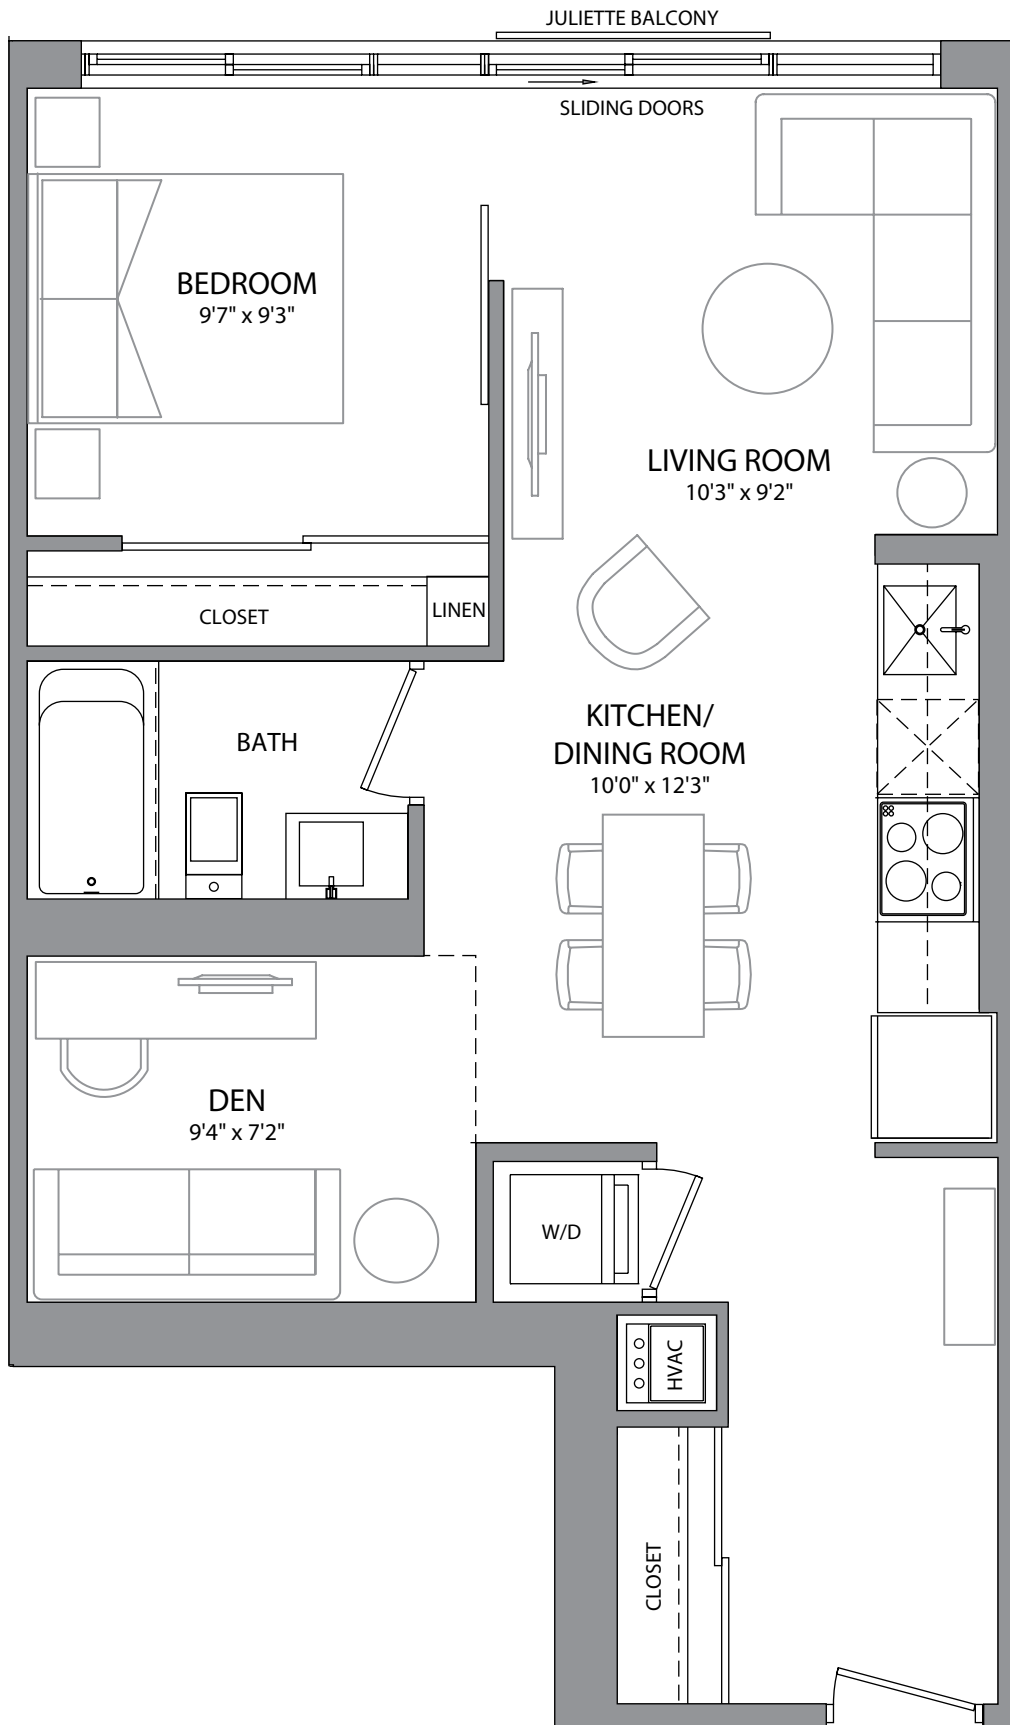 JULIETTE BALCONY
SLIDING DOORS
BEDROOM
9'7" x 9'3"
LIVING ROOM
10'3" x 9'2"
CLOSET
LINEN
BATH
KITCHEN/
DINING ROOM
10'0" x 12'3"
DEN
9'4" x 7'2"
W/D
HVAC
CLOSET